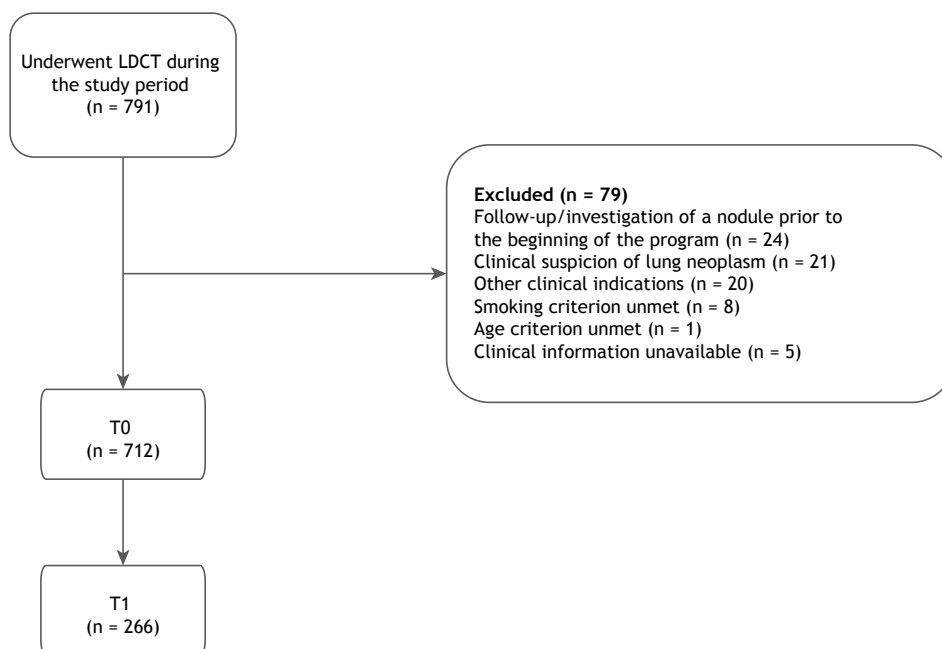 Underwent LDCT during
the study period
(n = 791)
Excluded (n = 79)
Follow-up/investigation of a nodule prior to
the beginning of the program (n = 24)
Clinical suspicion of lung neoplasm (n = 21)
Other clinical indications (n = 20)
Smoking criterion unmet (n = 8)
Age criterion unmet (n = 1)
Clinical information unavailable (n = 5)
T0
(n = 712)
T1
(n = 266)